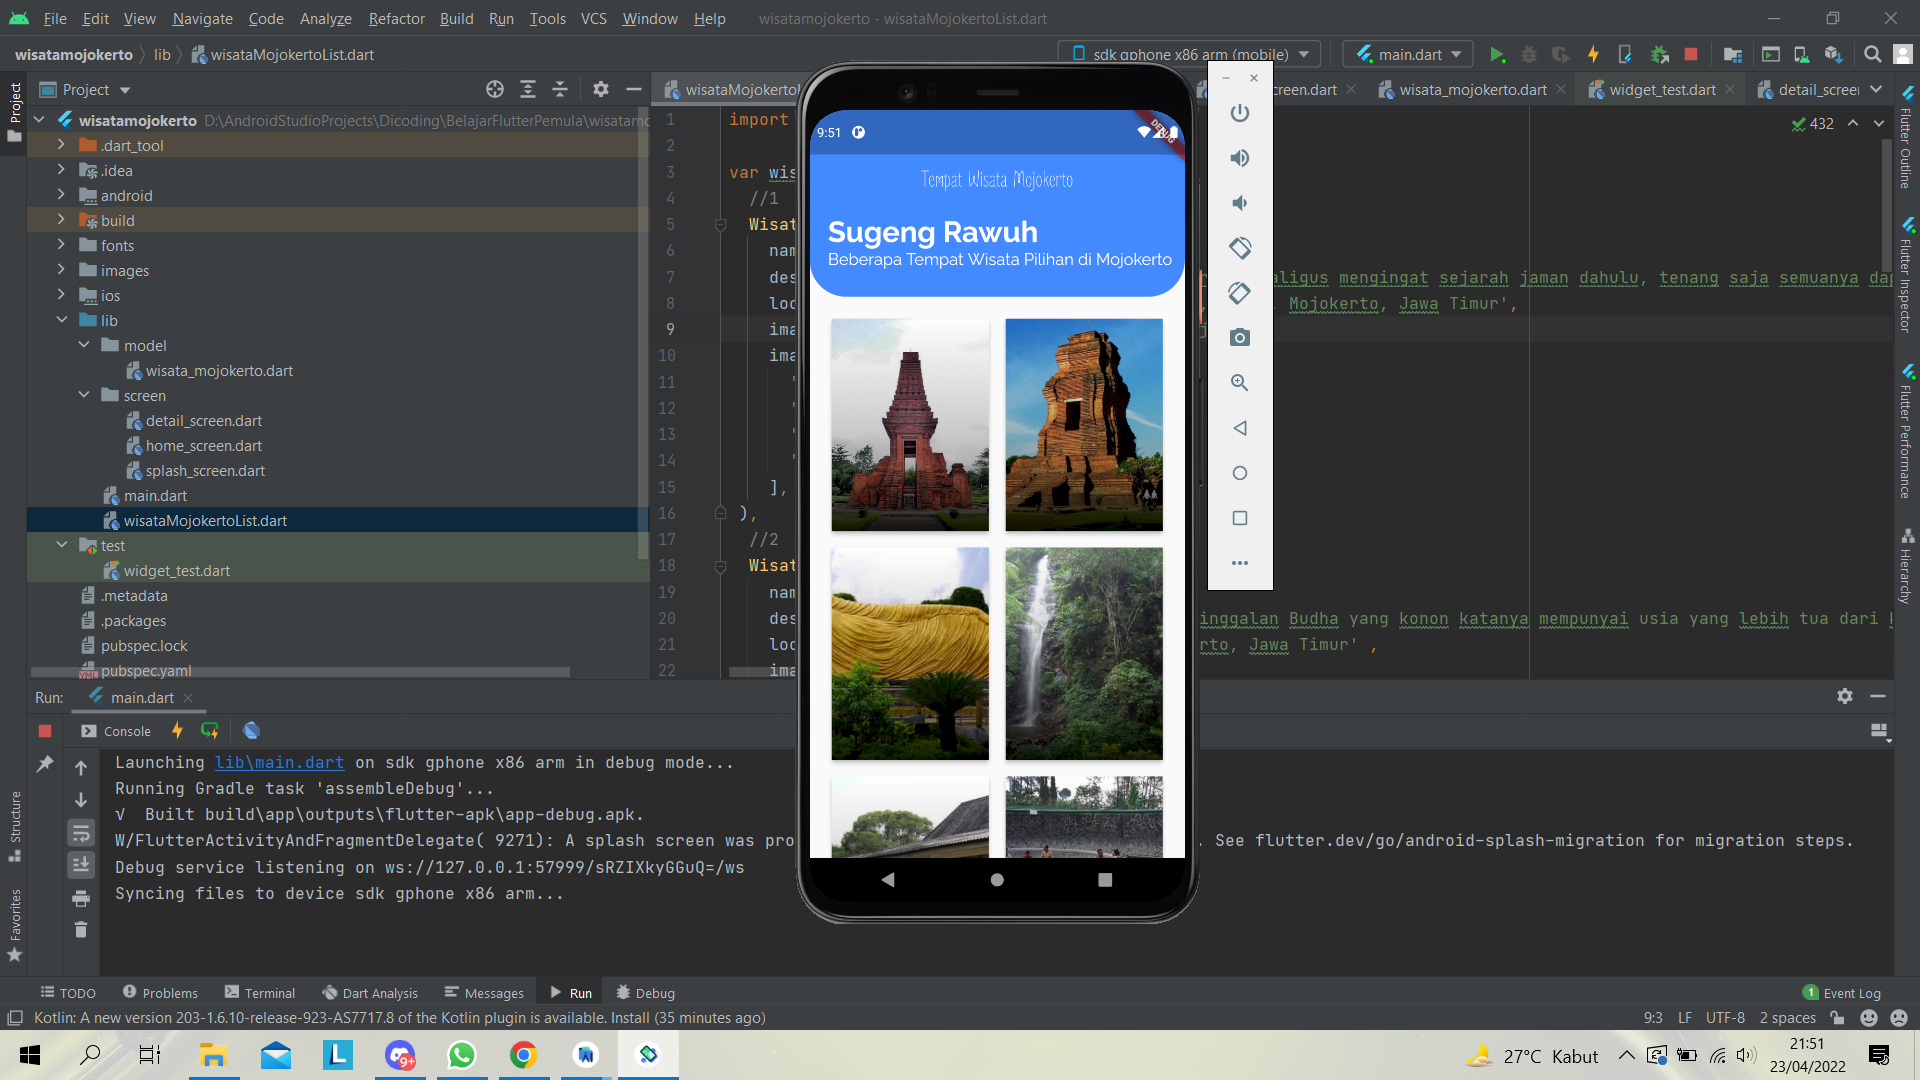 File Edit View Navigate Code Analyze Refactor Build Run Tools VCS Window Help wisatamojokerto - wisataMojokertoList.dart
wisatamojokerto lib wisataMojokertoList.dart
sdk gphone x86 arm (mobile) main.dart
Project
wisataMojokerto
creen.dart wisata_mojokerto.dart widget_test.dart detail_screen
wisatamojokerto D:\AndroidStudioProjects\Dicoding\BelajarFlutterPemula\wisatamo
.dart_tool
.idea
android
build
fonts
images
ios
lib
model
wisata_mojokerto.dart
screen
detail_screen.dart
home_screen.dart
splash_screen.dart
main.dart
wisataMojokertoList.dart
test
widget_test.dart
.metadata
.packages
pubspec.lock
pubspec.yaml
Project
Structure
Favorites
1 import
2
3 var wis
4 //1
5 Wisat
6 nam
7 des aligus mengingat sejarah jaman dahulu, tenang saja semuanya da
8 loc Mojokerto, Jawa Timur',
9 ima
10 ima
11 '
12 '
13 '
14 '
15 ],
16 ),
17 //2
18 Wisat
19 nam
20 des inggalan Budha yang konon katanya mempunyai usia yang lebih tua dari k
21 loc rto, Jawa Timur' ,
22 ima
432
Flutter Outline
Flutter Inspector
Flutter Performance
Hierarchy
9:51
DEBUG
Tempat Wisata Mojokerto
Sugeng Rawuh
Beberapa Tempat Wisata Pilihan di Mojokerto
Run: main.dart
Console
Launching lib\main.dart on sdk gphone x86 arm in debug mode...
Running Gradle task 'assembleDebug'...
√ Built build\app\outputs\flutter-apk\app-debug.apk.
W/FlutterActivityAndFragmentDelegate( 9271): A splash screen was pro . See flutter.dev/go/android-splash-migration for migration steps.
Debug service listening on ws://127.0.0.1:57999/sRZIXkyGGuQ=/ws
Syncing files to device sdk gphone x86 arm...
TODO Problems Terminal Dart Analysis Messages Run Debug 1 Event Log
Kotlin: A new version 203-1.6.10-release-923-AS7717.8 of the Kotlin plugin is available. Install (35 minutes ago) 9:3 LF UTF-8 2 spaces
L 9+ 27°C Kabut 21:51
23/04/2022